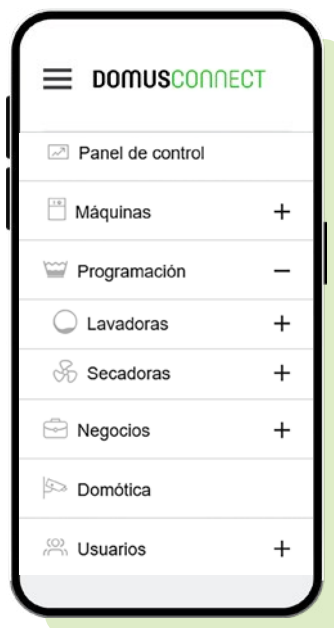 DOMUSCONNECT
Panel de control
Máquinas +
Programación −
Lavadoras +
Secadoras +
Negocios +
Domótica
Usuarios +